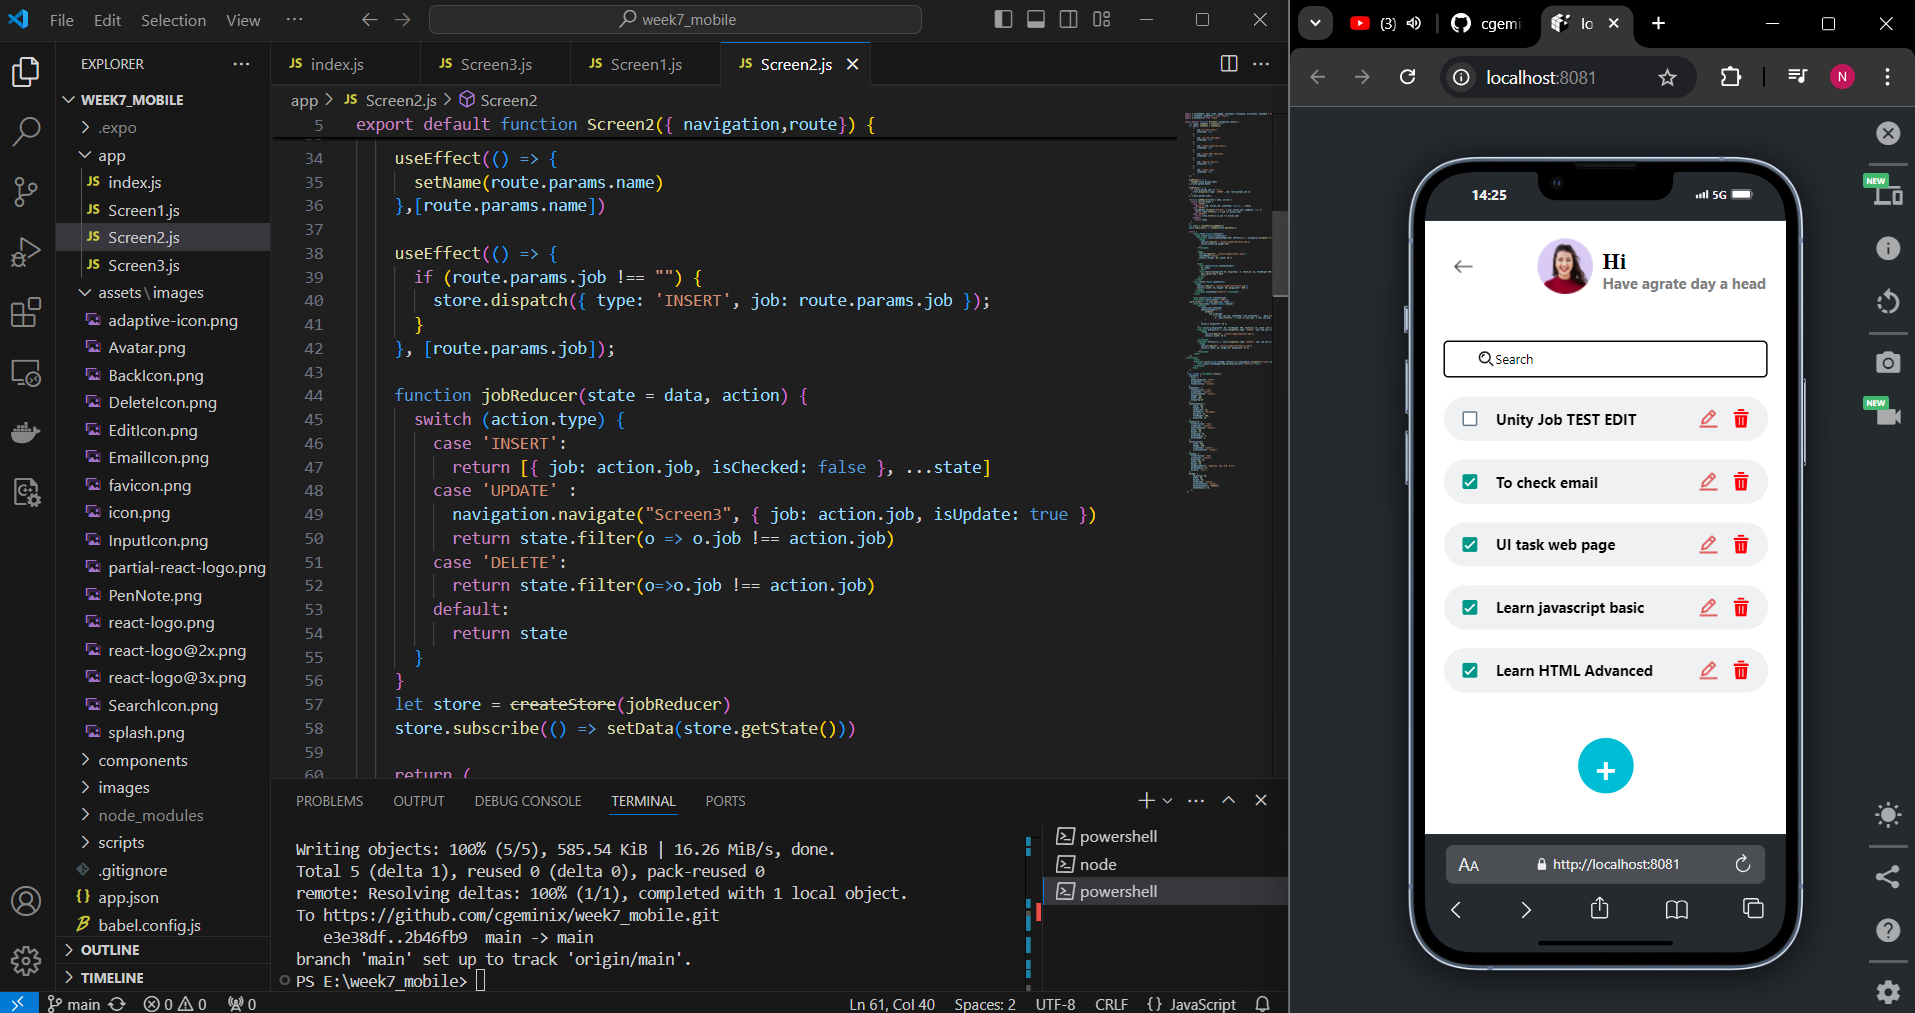 File Edit Selection View ··· week7_mobile
EXPLORER ···
WEEK7_MOBILE
.expo
app
JS index.js
JS Screen1.js
JS Screen2.js
JS Screen3.js
assets\images
adaptive-icon.png
Avatar.png
BackIcon.png
DeleteIcon.png
EditIcon.png
EmailIcon.png
favicon.png
icon.png
InputIcon.png
partial-react-logo.png
PenNote.png
react-logo.png
react-logo@2x.png
react-logo@3x.png
SearchIcon.png
splash.png
components
images
node_modules
scripts
.gitignore
{} app.json
babel.config.js
OUTLINE
TIMELINE
JS index.js JS Screen3.js JS Screen1.js JS Screen2.js
app > JS Screen2.js > Screen2
5 export default function Screen2({ navigation,route}) {
34 useEffect(() => {
35 setName(route.params.name)
36 },[route.params.name])
37
38 useEffect(() => {
39 if (route.params.job !== "") {
40 store.dispatch({ type: 'INSERT', job: route.params.job });
41 }
42 }, [route.params.job]);
43
44 function jobReducer(state = data, action) {
45 switch (action.type) {
46 case 'INSERT':
47 return [{ job: action.job, isChecked: false }, ...state]
48 case 'UPDATE' :
49 navigation.navigate("Screen3", { job: action.job, isUpdate: true })
50 return state.filter(o => o.job !== action.job)
51 case 'DELETE':
52 return state.filter(o=>o.job !== action.job)
53 default:
54 return state
55 }
56 }
57 let store = createStore(jobReducer)
58 store.subscribe(() => setData(store.getState()))
59
60 return (
PROBLEMS OUTPUT DEBUG CONSOLE TERMINAL PORTS
Writing objects: 100% (5/5), 585.54 KiB | 16.26 MiB/s, done.
Total 5 (delta 1), reused 0 (delta 0), pack-reused 0
remote: Resolving deltas: 100% (1/1), completed with 1 local object.
To https://github.com/cgeminix/week7_mobile.git
e3e38df..2b46fb9 main -> main
branch 'main' set up to track 'origin/main'.
PS E:\week7_mobile>
powershell
node
powershell
main 0 0 0 Ln 61, Col 40 Spaces: 2 UTF-8 CRLF {} JavaScript
(3) cgemi lo
localhost:8081 N
NEW
NEW
14:25 5G
Hi
Have agrate day a head
Search
Unity Job TEST EDIT
To check email
UI task web page
Learn javascript basic
Learn HTML Advanced
+
AA http://localhost:8081